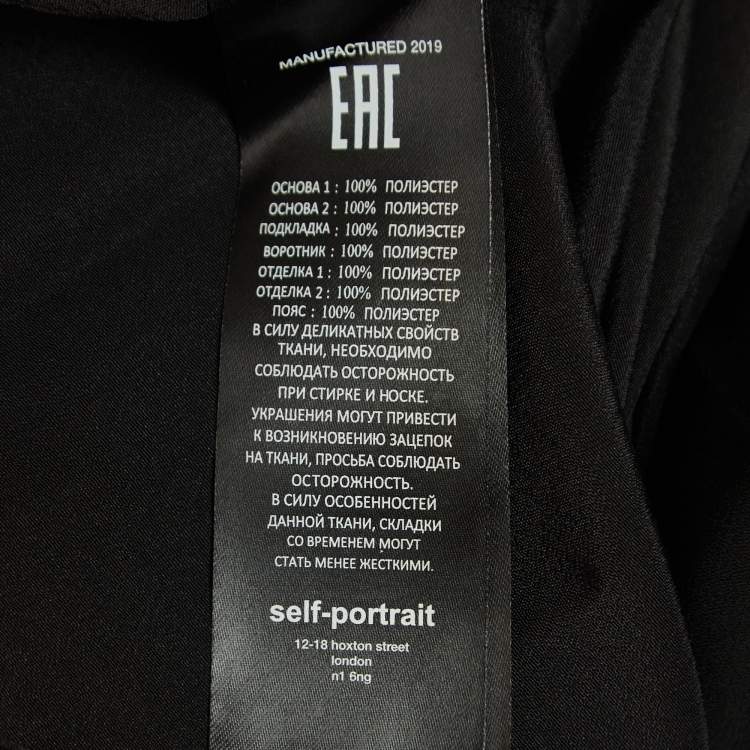 MANUFACTURED 2019
EAC
ОСНОВА 1 : 100% ПОЛИЭСТЕР
ОСНОВА 2 : 100% ПОЛИЭСТЕР
ПОДКЛАДКА : 100% ПОЛИЭСТЕР
ВОРОТНИК : 100% ПОЛИЭСТЕР
ОТДЕЛКА 1 : 100% ПОЛИЭСТЕР
ОТДЕЛКА 2 : 100% ПОЛИЭСТЕР
ПОЯС : 100% ПОЛИЭСТЕР
В СИЛУ ДЕЛИКАТНЫХ СВОЙСТВ
ТКАНИ, НЕОБХОДИМО
СОБЛЮДАТЬ ОСТОРОЖНОСТЬ
ПРИ СТИРКЕ И НОСКЕ.
УКРАШЕНИЯ МОГУТ ПРИВЕСТИ
К ВОЗНИКНОВЕНИЮ ЗАЦЕПОК
НА ТКАНИ, ПРОСЬБА СОБЛЮДАТЬ
ОСТОРОЖНОСТЬ.
В СИЛУ ОСОБЕННОСТЕЙ
ДАННОЙ ТКАНИ, СКЛАДКИ
СО ВРЕМЕНЕМ МОГУТ
СТАТЬ МЕНЕЕ ЖЕСТКИМИ.
self-portrait
12-18 hoxton street
london
n1 6ng